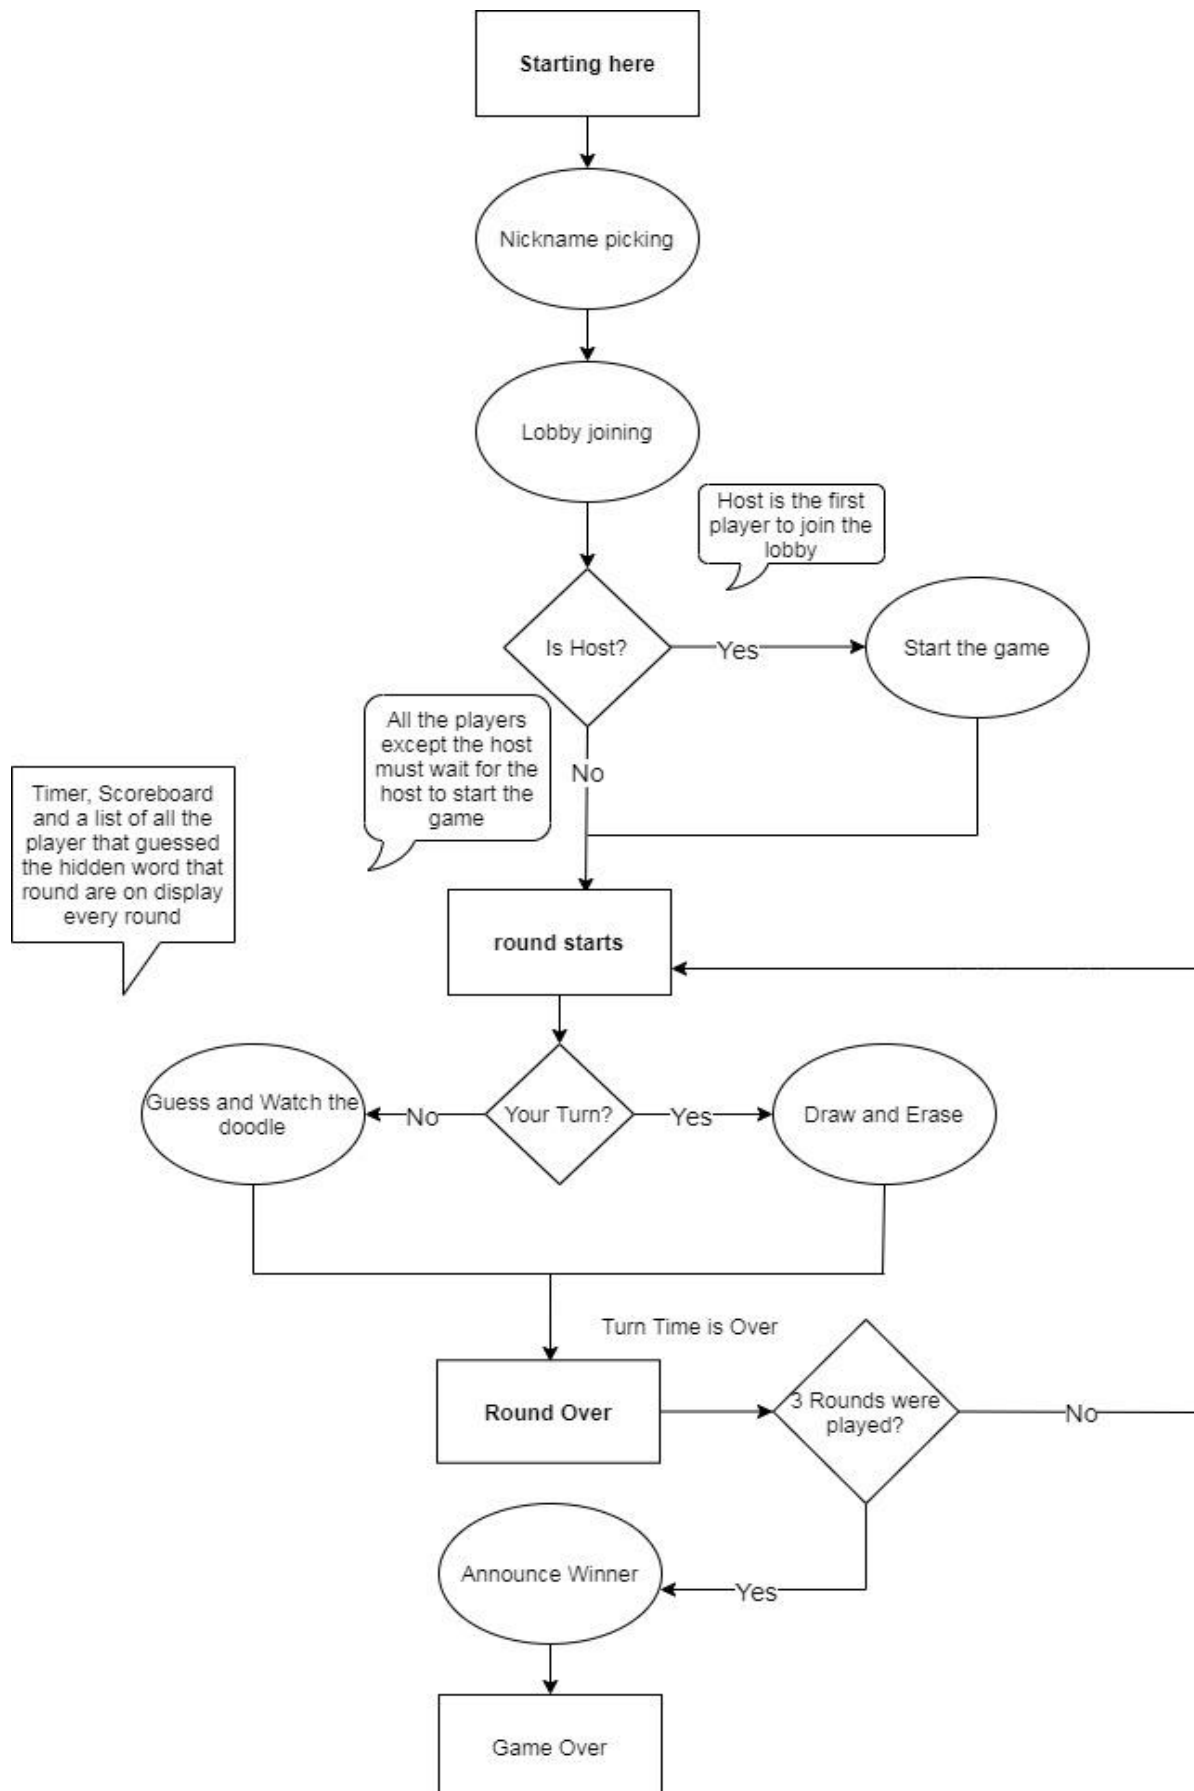 Starting here
Nickname picking
Lobby joining
Host is the first
player to join the
lobby
Is Host?
Yes
Start the game
All the players
except the host
must wait for the
host to start the
game
No
Timer, Scoreboard
and a list of all the
player that guessed
the hidden word that
round are on display
every round
round starts
Guess and Watch the
doodle
No
Your Turn?
Yes
Draw and Erase
Turn Time is Over
Round Over
3 Rounds were
played?
No
Announce Winner
Yes
Game Over